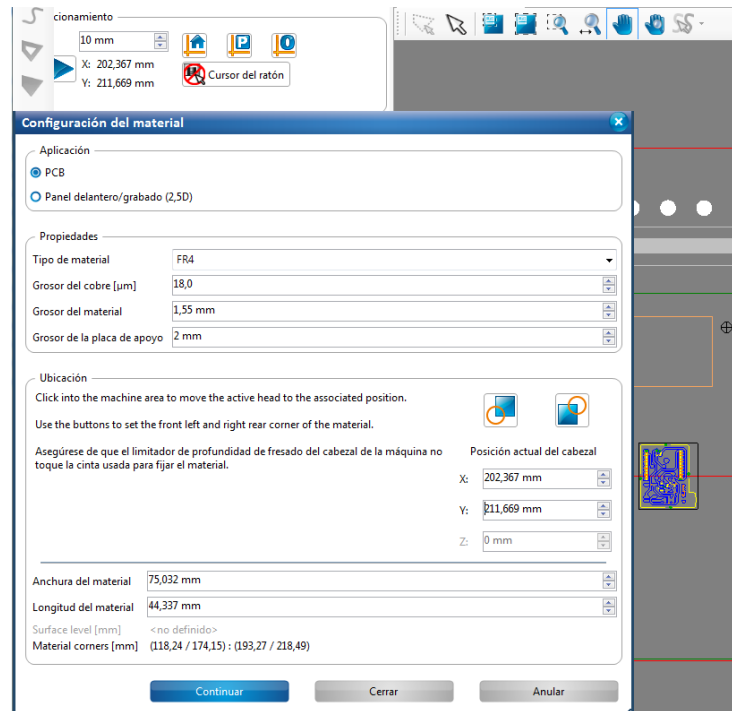 cionamiento
10 mm
X: 202,367 mm
Y: 211,669 mm
Cursor del ratón
Configuración del material
Aplicación
PCB
Panel delantero/grabado (2,5D)
Propiedades
Tipo de material FR4
Grosor del cobre [µm] 18,0
Grosor del material 1,55 mm
Grosor de la placa de apoyo 2 mm
Ubicación
Click into the machine area to move the active head to the associated position.
Use the buttons to set the front left and right rear corner of the material.
Asegúrese de que el limitador de profundidad de fresado del cabezal de la máquina no
toque la cinta usada para fijar el material.
Posición actual del cabezal
X: 202,367 mm
Y: 211,669 mm
Z: 0 mm
Anchura del material 75,032 mm
Longitud del material 44,337 mm
Surface level [mm] <no definido>
Material corners [mm] (118,24 / 174,15) : (193,27 / 218,49)
Continuar Cerrar Anular